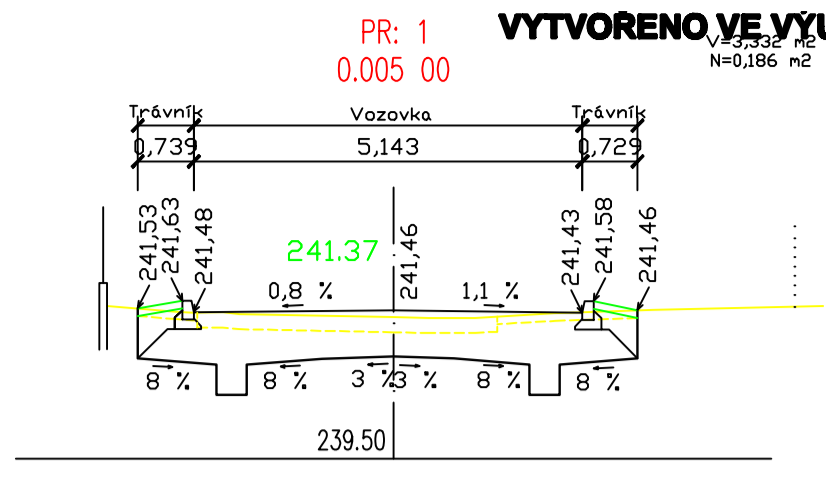 PR: 1
0.005 00
VYTVOŘENO VE VÝU
V=3,332 m2
N=0,186 m2
Trávník Vozovka Trávník
0,739 5,143 0,729
241,53 241,63 241,48 241,46 241,43 241,58 241,46
241.37
0,8 % 1,1 %
8 % 8 % 3 % 3 % 8 % 8 %
239.50